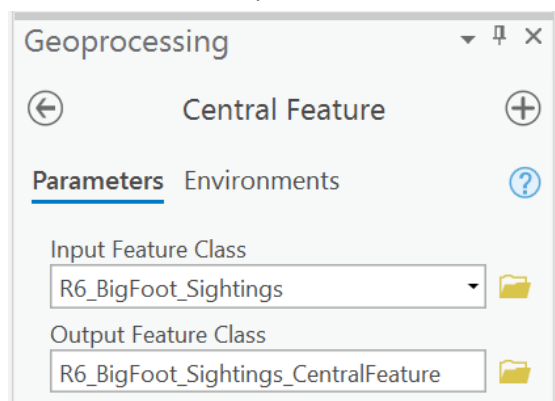 Geoprocessing
Central Feature
Parameters Environments
Input Feature Class
R6_BigFoot_Sightings
Output Feature Class
R6_BigFoot_Sightings_CentralFeature